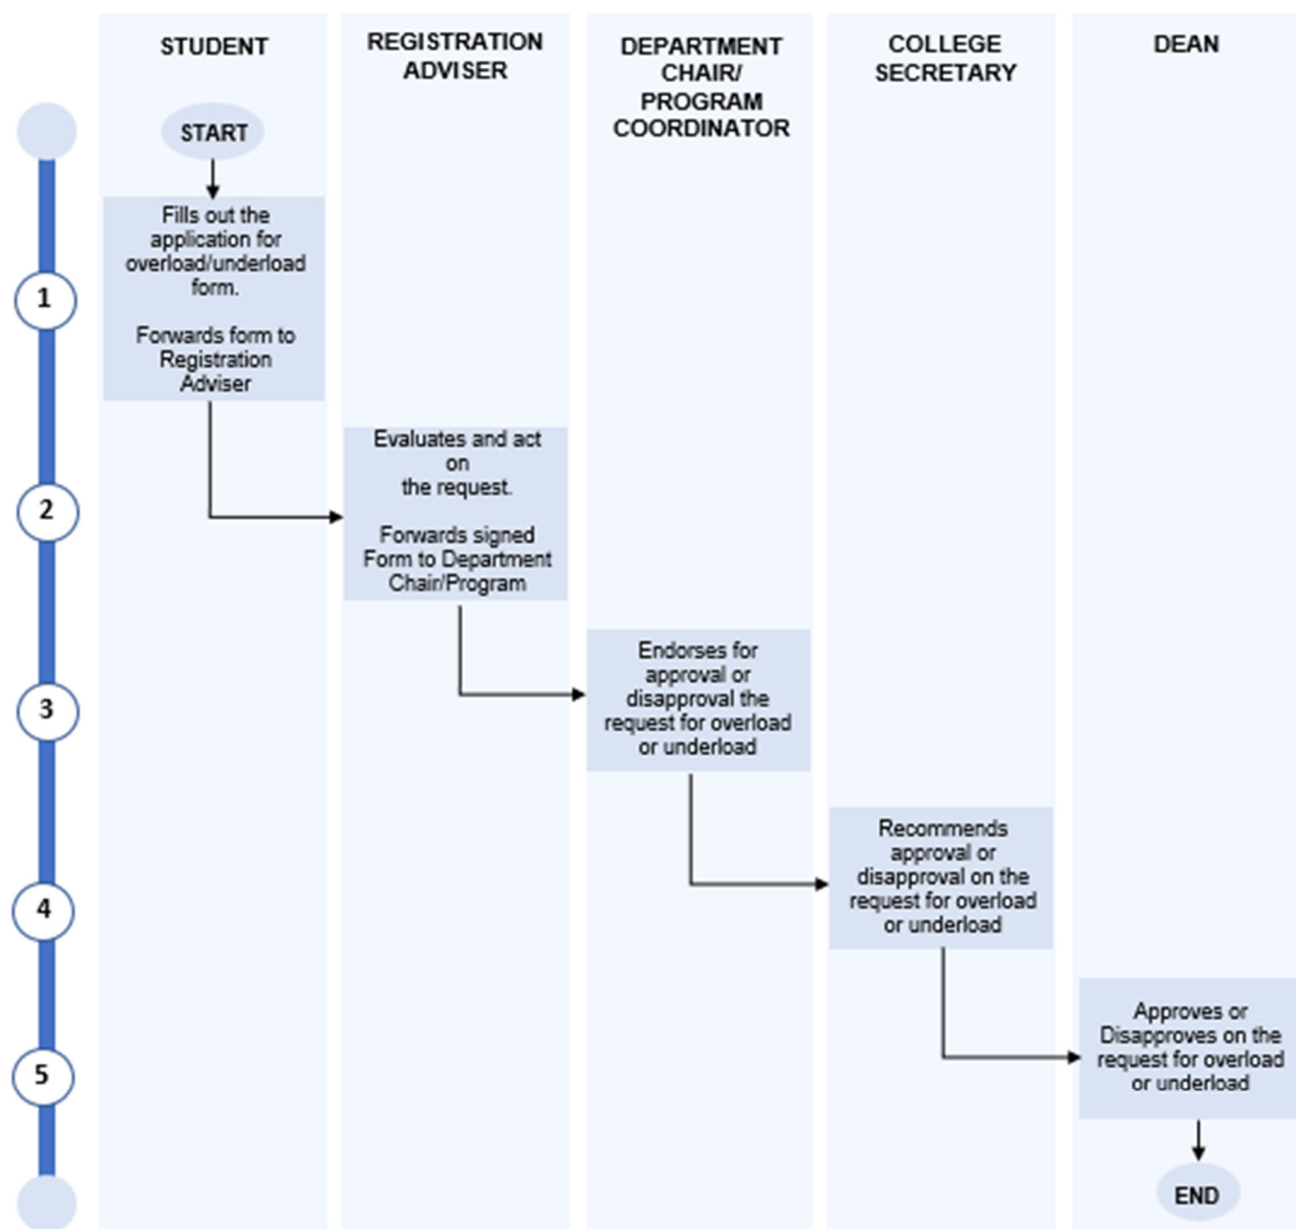 STUDENT
REGISTRATION
ADVISER
DEPARTMENT
CHAIR/
PROGRAM
COORDINATOR
COLLEGE
SECRETARY
DEAN
START
1
Fills out the
application for
overload/underload
form.
Forwards form to
Registration
Adviser
2
Evaluates and act
on
the request.
Forwards signed
Form to Department
Chair/Program
3
Endorses for
approval or
disapproval the
request for overload
or underload
4
Recommends
approval or
disapproval on the
request for overload
or underload
5
Approves or
Disapproves on the
request for overload
or underload
END